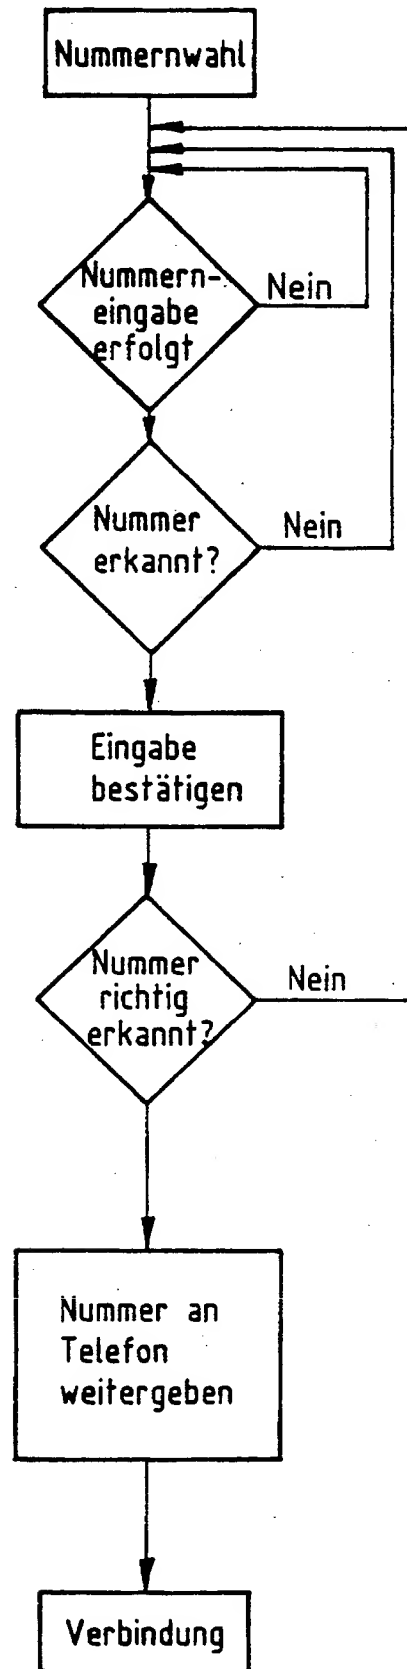 Nummernwahl
Nummern-
eingabe
erfolgt
Nein
Nummer
erkannt?
Nein
Eingabe
bestätigen
Nummer
richtig
erkannt?
Nein
Nummer an
Telefon
weitergeben
Verbindung